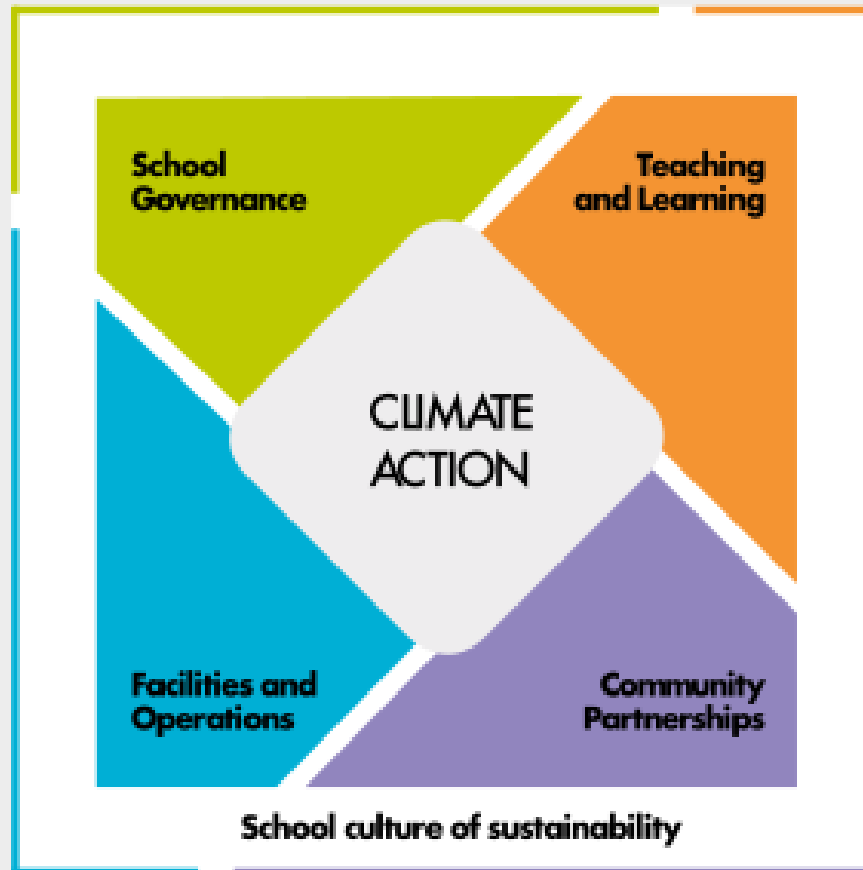 School
Governance
Teaching
and Learning
CLIMATE
ACTION
Facilities and
Operations
Community
Partnerships
School culture of sustainability